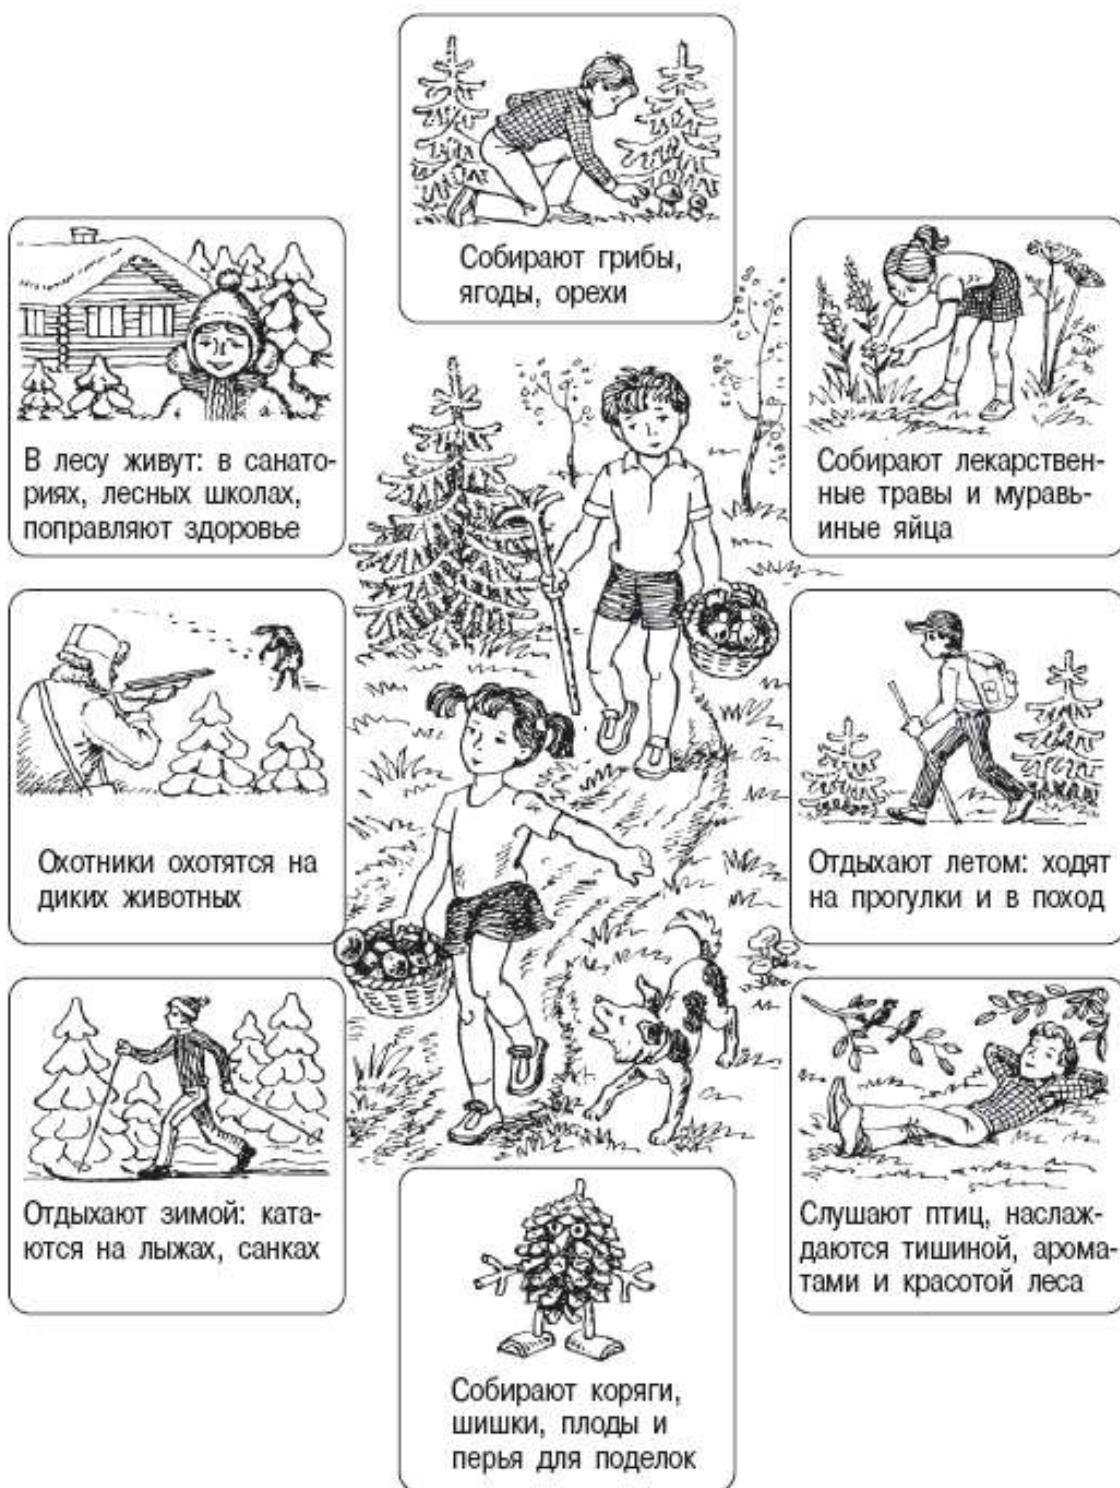 Собирают грибы,
ягоды, орехи
В лесу живут: в санато-
риях, лесных школах,
поправляют здоровье
Собирают лекарствен-
ные травы и муравь-
иные яйца
Охотники охотятся на
диких животных
Отдыхают летом: ходят
на прогулки и в поход
Отдыхают зимой: ката-
ются на лыжах, санках
Слушают птиц, наслаж-
даются тишиной, арома-
тами и красотой леса
Собирают коряги,
шишки, плоды и
перья для поделок